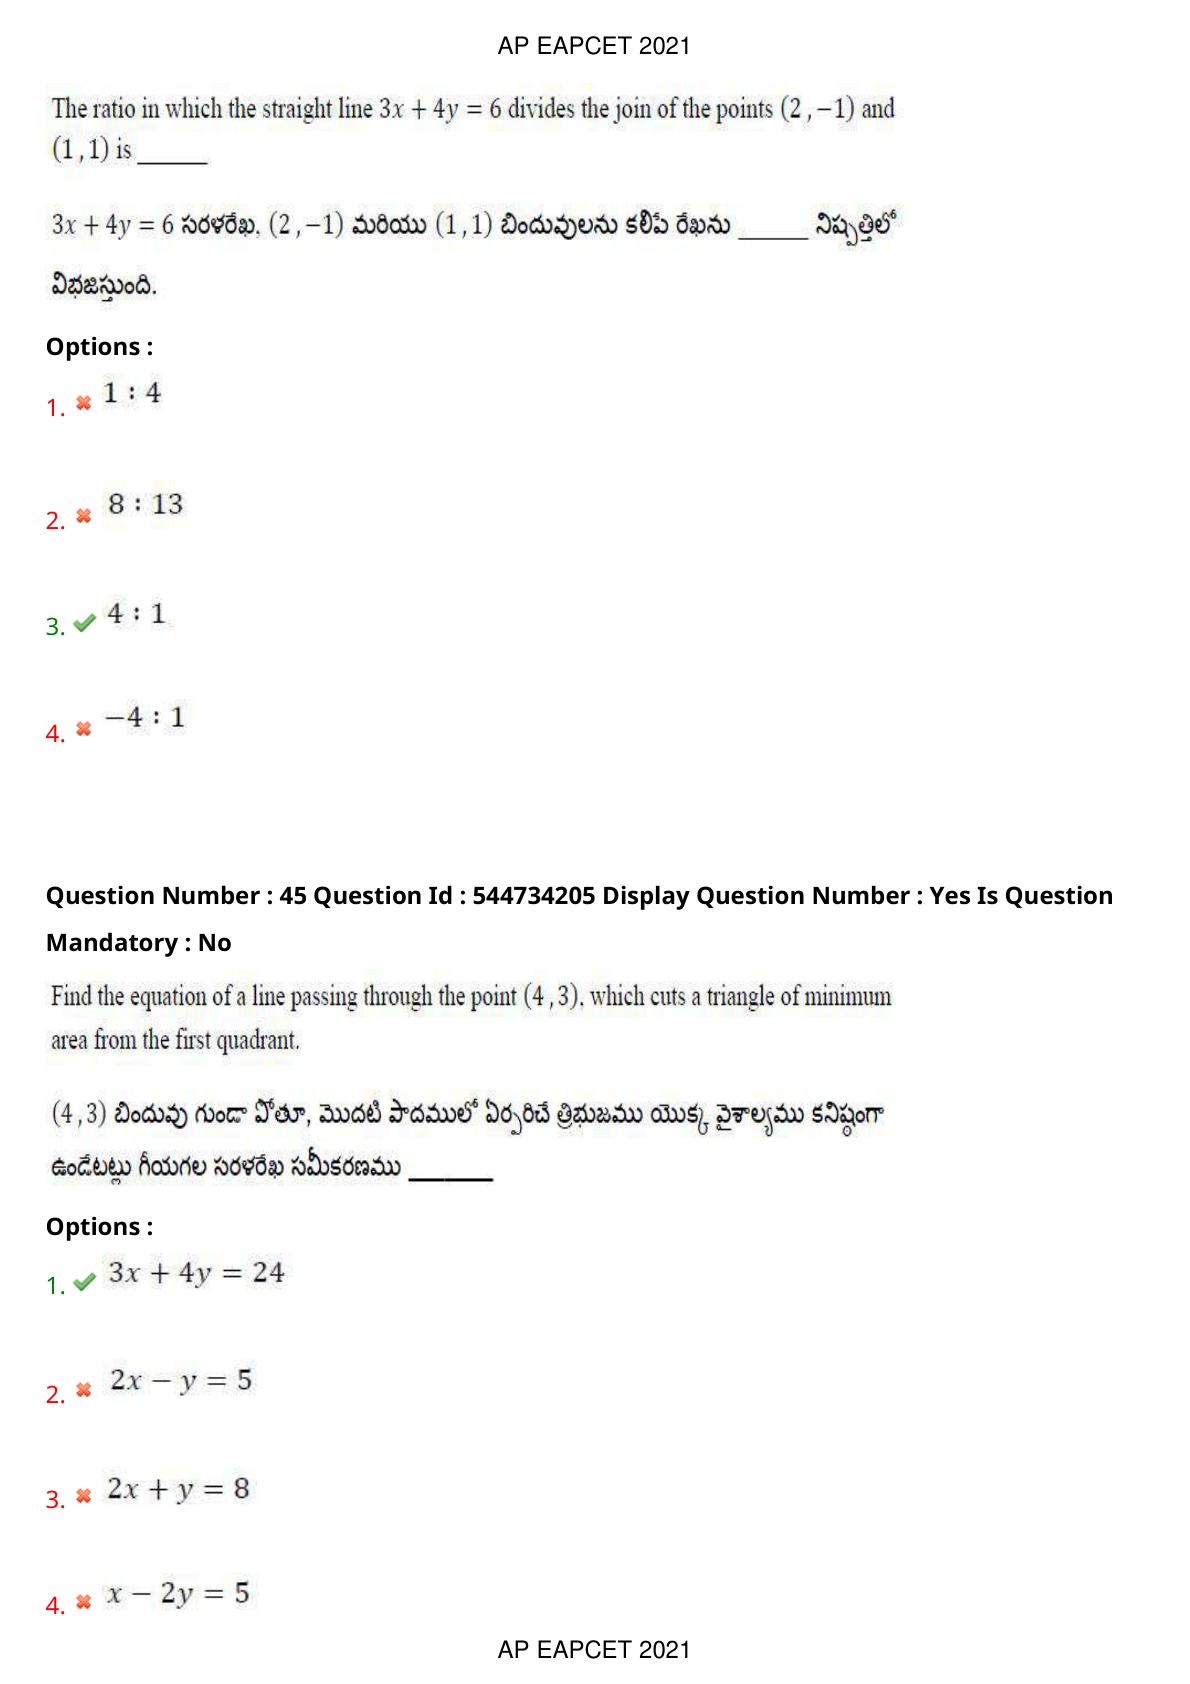 AP EAPCET 2021
The ratio in which the straight line 3x + 4y = 6 divides the join of the points (2 ,−1) and
(1 ,1) is ______
3x + 4y = 6 సరళరేఖ, (2 ,−1) మరియు (1 ,1) బిందువులను కలిపే రేఖను ______ నిష్పత్తిలో
విభజిస్తుంది.
Options :
1. ✖ 1 : 4
2. ✖ 8 : 13
3. ✔ 4 : 1
4. ✖ −4 : 1
Question Number : 45 Question Id : 544734205 Display Question Number : Yes Is Question
Mandatory : No
Find the equation of a line passing through the point (4 ,3), which cuts a triangle of minimum
area from the first quadrant.
(4 ,3) బిందువు గుండా పోతూ, మొదటి పాదములో ఏర్పరిచే త్రిభుజము యొక్క వైశాల్యము కనిష్ఠంగా
ఉండేటట్లు గీయగల సరళరేఖ సమీకరణము ______
Options :
1. ✔ 3x + 4y = 24
2. ✖ 2x − y = 5
3. ✖ 2x + y = 8
4. ✖ x − 2y = 5
AP EAPCET 2021